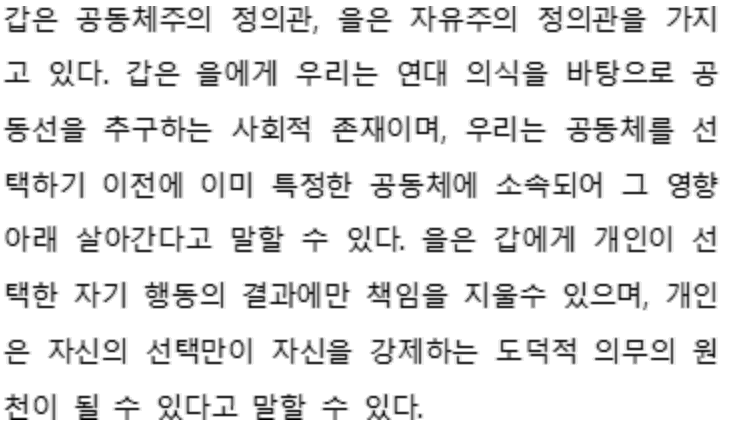 갑은 공동체주의 정의관, 을은 자유주의 정의관을 가지
고 있다. 갑은 을에게 우리는 연대 의식을 바탕으로 공
동선을 추구하는 사회적 존재이며, 우리는 공동체를 선
택하기 이전에 이미 특정한 공동체에 소속되어 그 영향
아래 살아간다고 말할 수 있다. 을은 갑에게 개인이 선
택한 자기 행동의 결과에만 책임을 지울수 있으며, 개인
은 자신의 선택만이 자신을 강제하는 도덕적 의무의 원
천이 될 수 있다고 말할 수 있다.